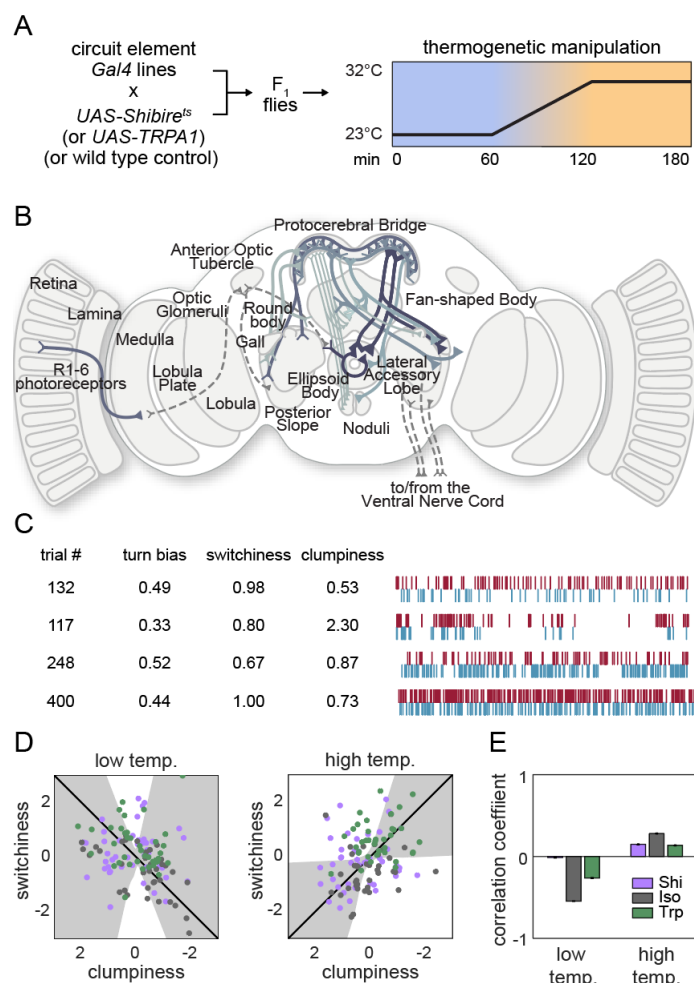 A
circuit element
Gal4 lines
x
UAS-Shibire^ts
(or UAS-TRPA1)
(or wild type control)
F1
flies
thermogenetic manipulation
32°C
23°C
min
0
60
120
180
B
Protocerebral Bridge
Anterior Optic
Tubercle
Retina
Optic
Glomeruli
Lamina
Round
body
Fan-shaped Body
Medulla
Gall
R1-6
photoreceptors
Lobula
Plate
Ellipsoid
Body
Lateral
Accessory
Lobe
Lobula
Posterior
Slope
Noduli
to/from the
Ventral Nerve Cord
C
trial # turn bias switchiness clumpiness
132 0.49 0.98 0.53
117 0.33 0.80 2.30
248 0.52 0.67 0.87
400 0.44 1.00 0.73
D
low temp.
switchiness
2
0
-2
2 0 -2
clumpiness
high temp.
switchiness
2
0
-2
2 0 -2
clumpiness
E
correlation coeffiient
1
0
-1
Shi
Iso
Trp
low
temp.
high
temp.